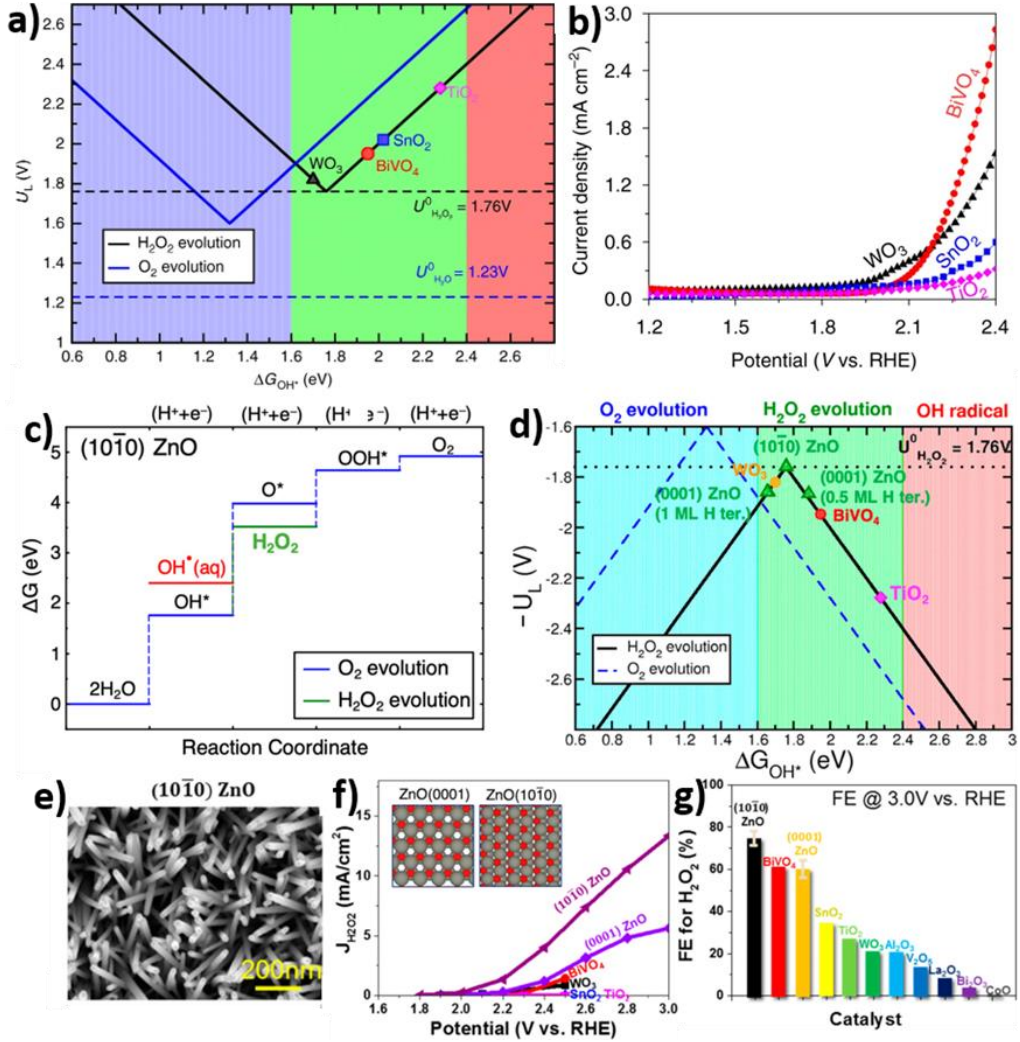 a)
2.6
2.4
2.2
2
1.8
1.6
1.4
1.2
1
U_L (V)
TiO₂
SnO₂
WO₃
BiVO₄
U⁰_H₂O₂ = 1.76V
H₂O₂ evolution
O₂ evolution
U⁰_H₂O = 1.23V
0.6 0.8 1 1.2 1.4 1.6 1.8 2 2.2 2.4 2.6
ΔG_OH* (eV)
b)
3.0
2.4
1.8
1.2
0.6
0.0
Current density (mA cm⁻²)
BiVO₄
WO₃
SnO₂
TiO₂
1.2 1.5 1.8 2.1 2.4
Potential (V vs. RHE)
c)
(H⁺+e⁻) (H⁺+e⁻) (H⁺ e⁻) (H⁺+e⁻)
(101̄0) ZnO
5
4
3
2
1
0
ΔG (eV)
O₂
OOH*
O*
H₂O₂
OH•(aq)
OH*
2H₂O
O₂ evolution
H₂O₂ evolution
Reaction Coordinate
d)
O₂ evolution H₂O₂ evolution OH radical
-1.6
-1.8
-2
-2.2
-2.4
-2.6
− U_L (V)
(101̄0) ZnO
U⁰_H₂O₂ = 1.76V
WO₃
(0001) ZnO
(1 ML H ter.)
(0001) ZnO
(0.5 ML H ter.)
BiVO₄
TiO₂
H₂O₂ evolution
O₂ evolution
0.6 0.8 1 1.2 1.4 1.6 1.8 2 2.2 2.4 2.6 2.8 3
ΔG_OH* (eV)
e)
(101̄0) ZnO
200nm
f)
15
10
5
0
J_H2O2 (mA/cm²)
ZnO(0001) ZnO(101̄0)
(101̄0) ZnO
(0001) ZnO
BiVO₄
WO₃
SnO₂ TiO₂
1.8 2.0 2.2 2.4 2.6 2.8 3.0
Potential (V vs. RHE)
g)
FE @ 3.0V vs. RHE
100
80
60
40
20
0
FE for H₂O₂ (%)
(101̄0)
ZnO
BiVO₄
(0001)
ZnO
SnO₂
TiO₂
WO₃
Al₂O₃
V₂O₅
La₂O₃
Bi₂O₃
CoO
Catalyst